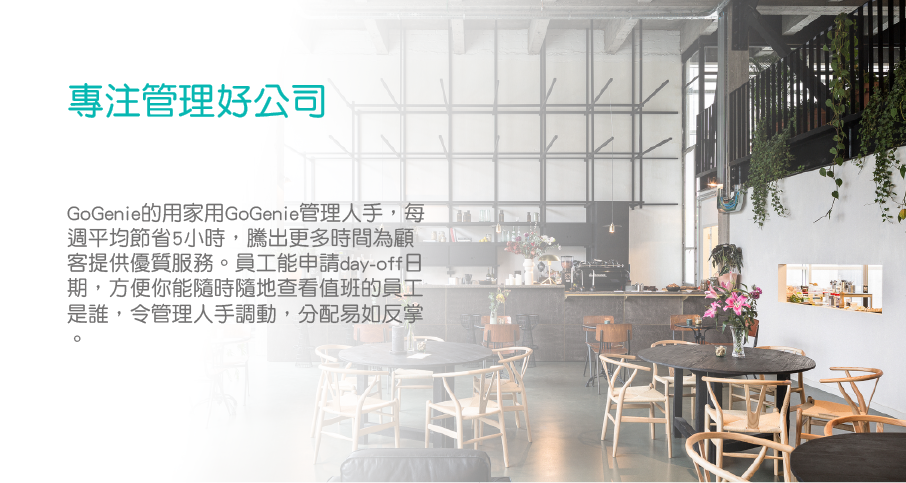 專注管理好公司
GoGenie的用家用GoGenie管理人手，每
週平均節省5小時，騰出更多時間為顧
客提供優質服務。員工能申請day-off日
期，方便你能隨時隨地查看值班的員工
是誰，令管理人手調動，分配易如反掌
。